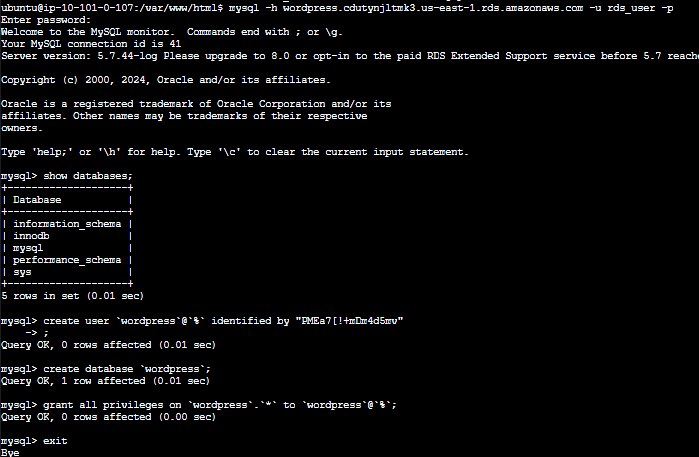 ubuntu@ip-10-101-0-107:/var/www/html$ mysql -h wordpress.cdutynjltmk3.us-east-1.rds.amazonaws.com -u rds_user -p
Enter password:
Welcome to the MySQL monitor.  Commands end with ; or \g.
Your MySQL connection id is 41
Server version: 5.7.44-log Please upgrade to 8.0 or opt-in to the paid RDS Extended Support service before 5.7 reache

Copyright (c) 2000, 2024, Oracle and/or its affiliates.

Oracle is a registered trademark of Oracle Corporation and/or its
affiliates. Other names may be trademarks of their respective
owners.

Type 'help;' or '\h' for help. Type '\c' to clear the current input statement.

mysql> show databases;
+--------------------+
| Database           |
+--------------------+
| information_schema |
| innodb             |
| mysql              |
| performance_schema |
| sys                |
+--------------------+
5 rows in set (0.01 sec)

mysql> create user `wordpress`@`%` identified by "PMEa7[!+mDm4d5mv"
    -> ;
Query OK, 0 rows affected (0.01 sec)

mysql> create database `wordpress`;
Query OK, 1 row affected (0.01 sec)

mysql> grant all privileges on `wordpress`.`*` to `wordpress`@`%`;
Query OK, 0 rows affected (0.00 sec)

mysql> exit
Bye